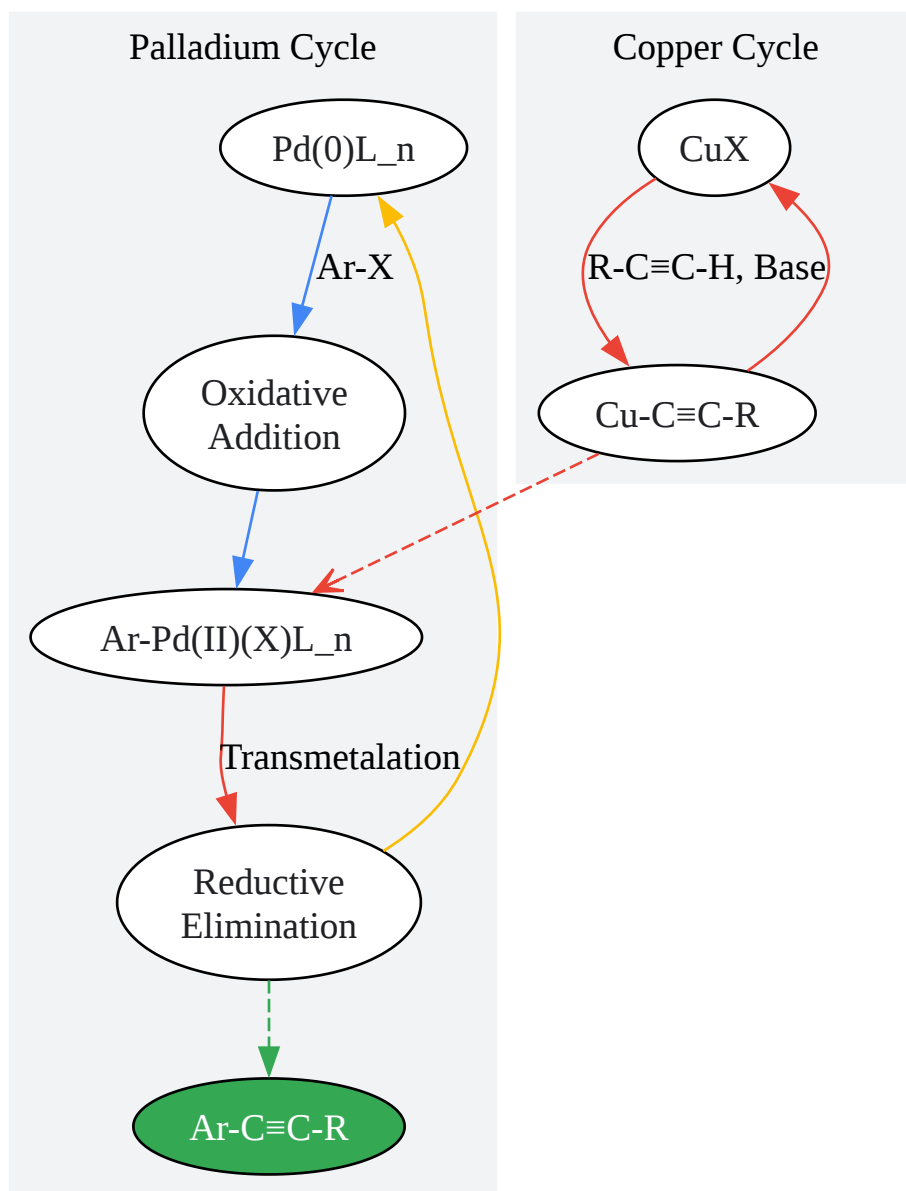 Palladium Cycle
Copper Cycle
Pd(0)L_n
CuX
Ar-X
R-C≡C-H, Base
Oxidative
Addition
Cu-C≡C-R
Ar-Pd(II)(X)L_n
Transmetalation
Reductive
Elimination
Ar-C≡C-R